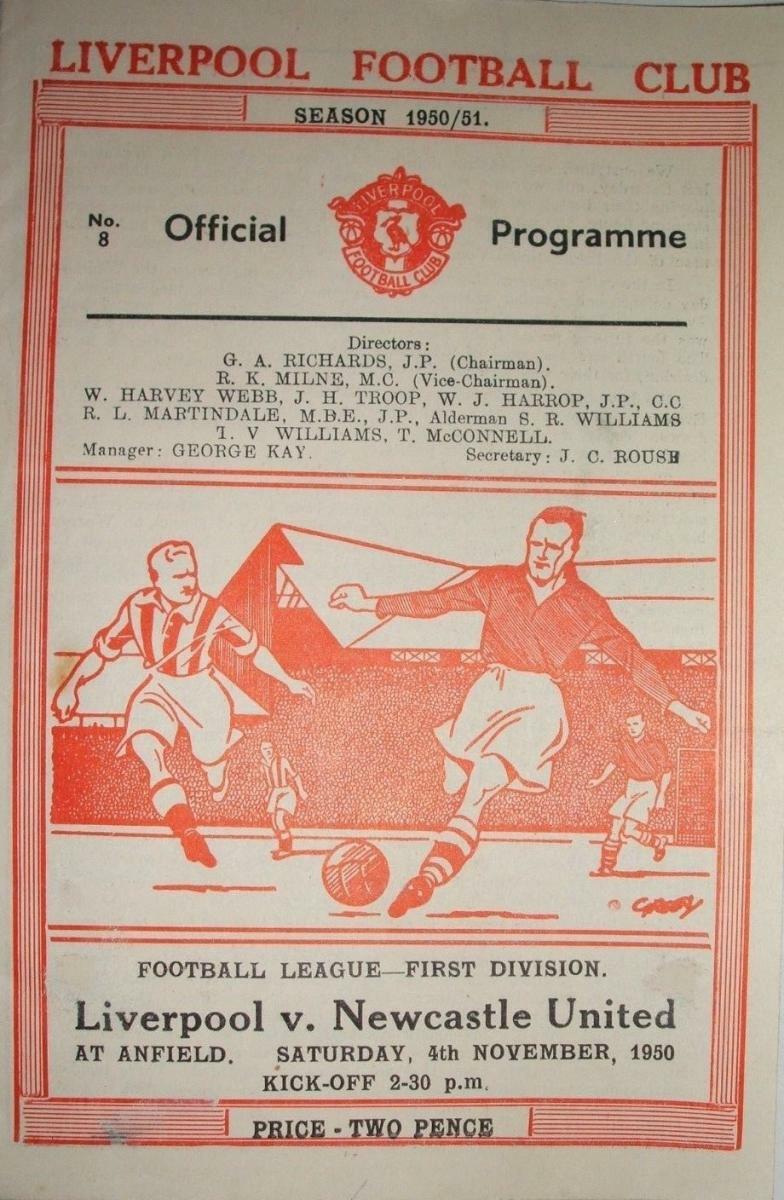 LIVERPOOL FOOTBALL CLUB
SEASON 1950/51.
No. 8 Official Programme
LIVERPOOL
FOOTBALL CLUB
Directors:
G. A. RICHARDS, J.P. (Chairman).
R. K. MILNE, M.C. (Vice-Chairman).
W. HARVEY WEBB, J. H. TROOP, W. J. HARROP, J.P., C.C
R. L. MARTINDALE, M.B.E., J.P., Alderman S. R. WILLIAMS
T. V WILLIAMS, T. McCONNELL.
Manager: GEORGE KAY. Secretary: J. C. ROUSE
FOOTBALL LEAGUE—FIRST DIVISION.
Liverpool v. Newcastle United
AT ANFIELD. SATURDAY, 4th NOVEMBER, 1950
KICK-OFF 2-30 p.m.
PRICE - TWO PENCE